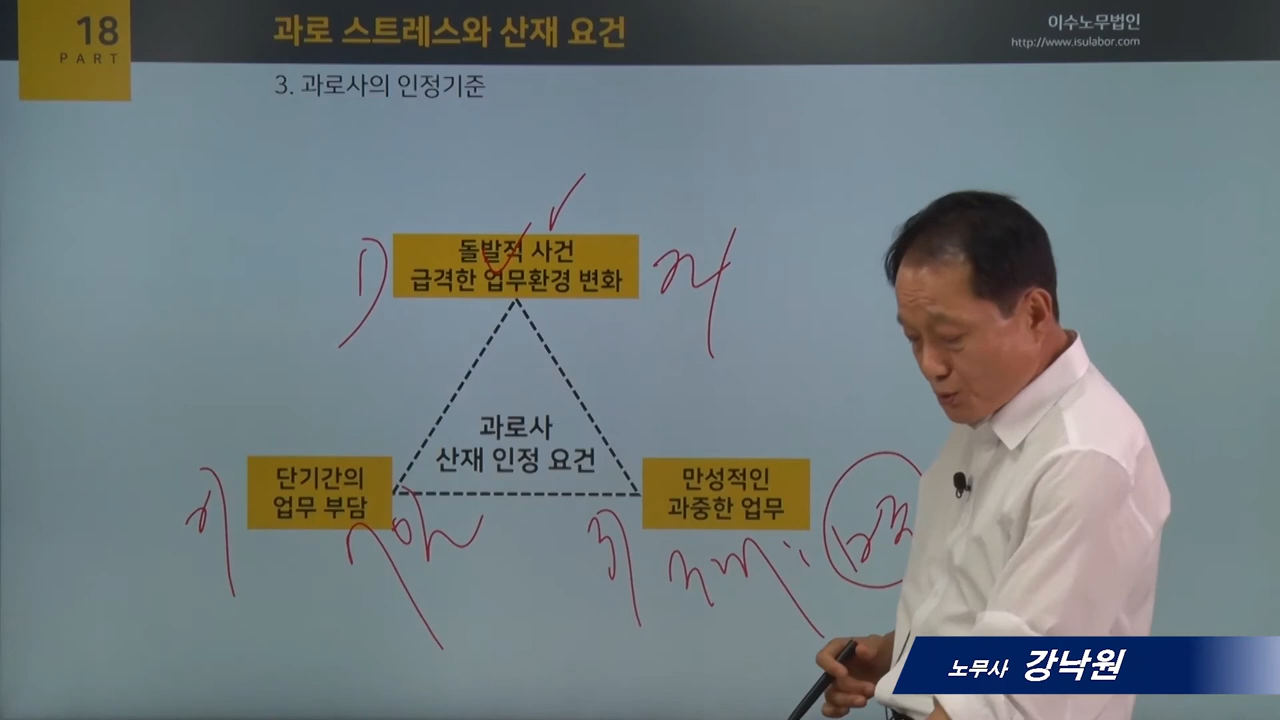 18
PART
과로 스트레스와 산재 요건
이수노무법인
http://www.isulabor.com
3. 과로사의 인정기준
1)
돌발적 사건
급격한 업무환경 변화
과로사
산재 인정 요건
단기간의
업무 부담
만성적인
과중한 업무
3)
노무사 강낙원